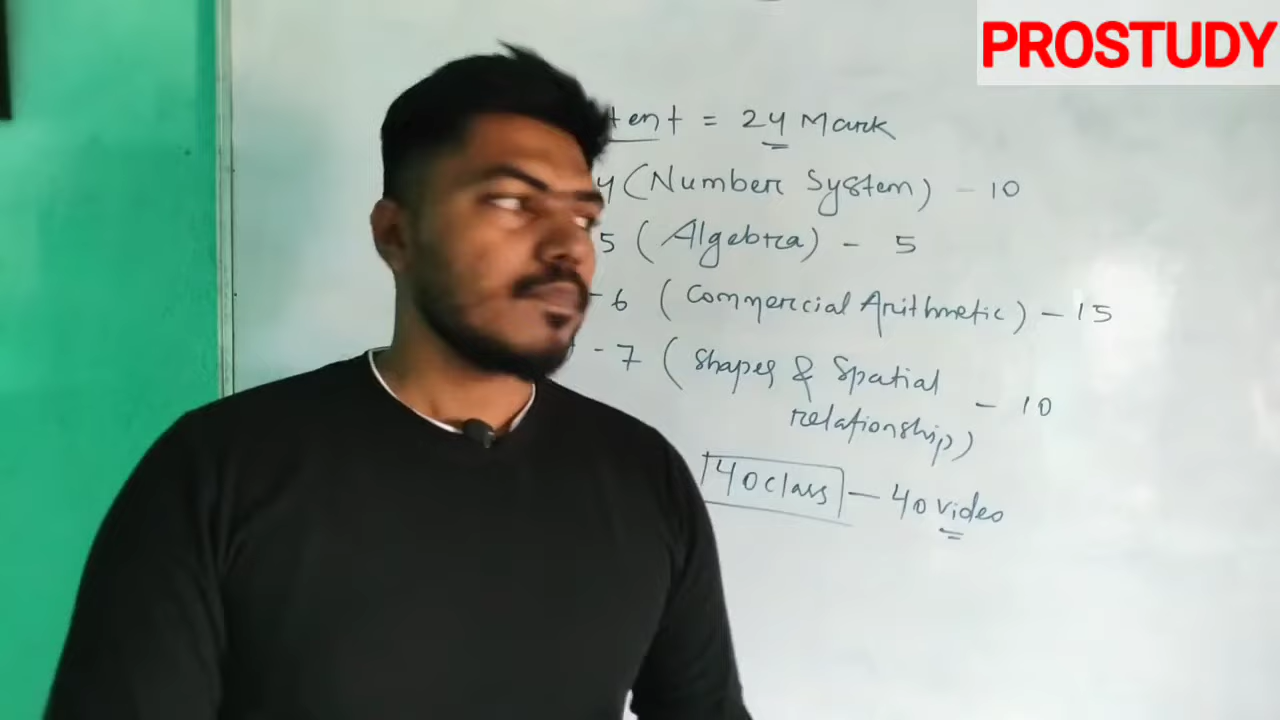 PROSTUDY
tent = 24 Mark
4 (Number System) - 10
5 (Algebra) - 5
- 6 (Commercial Arithmetic) - 15
- 7 (Shapes & Spatial
relationship) - 10
40 class - 40 video